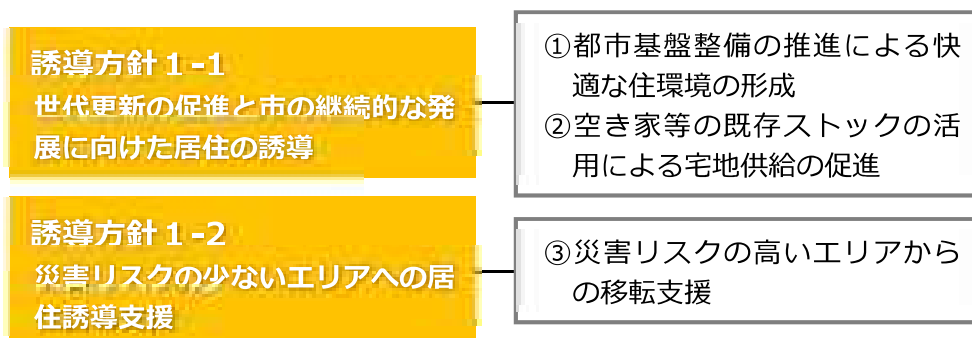 誘導方針１-1
世代更新の促進と市の継続的な発
展に向けた居住の誘導
①都市基盤整備の推進による快
適な住環境の形成
②空き家等の既存ストックの活
用による宅地供給の促進
誘導方針１-2
災害リスクの少ないエリアへの居
住誘導支援
③災害リスクの高いエリアから
の移転支援